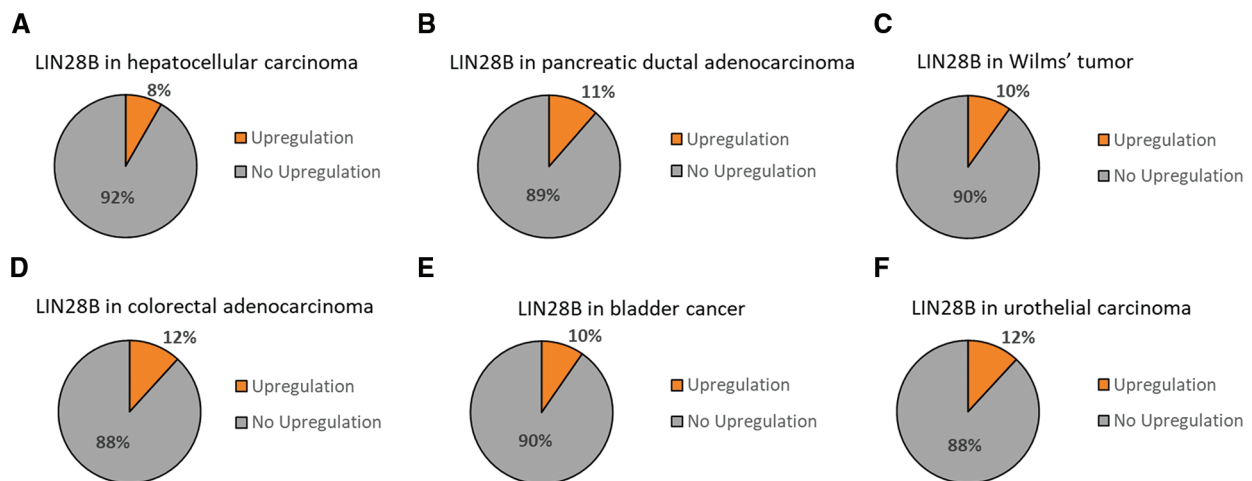 A
LIN28B in hepatocellular carcinoma
8%
92%
Upregulation
No Upregulation
B
LIN28B in pancreatic ductal adenocarcinoma
11%
89%
Upregulation
No Upregulation
C
LIN28B in Wilms’ tumor
10%
90%
Upregulation
No Upregulation
D
LIN28B in colorectal adenocarcinoma
12%
88%
Upregulation
No Upregulation
E
LIN28B in bladder cancer
10%
90%
Upregulation
No Upregulation
F
LIN28B in urothelial carcinoma
12%
88%
Upregulation
No Upregulation